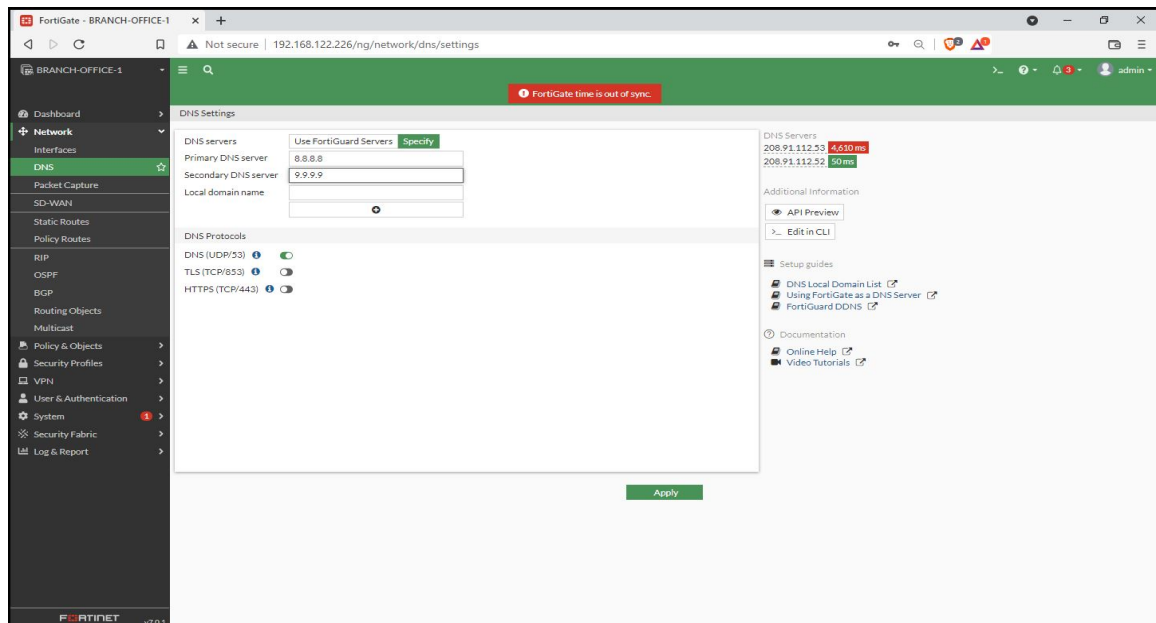 FortiGate - BRANCH-OFFICE-1
Not secure | 192.168.122.226/ng/network/dns/settings
BRANCH-OFFICE-1
>_ 3 admin
FortiGate time is out of sync.
Dashboard
Network
Interfaces
DNS
Packet Capture
SD-WAN
Static Routes
Policy Routes
RIP
OSPF
BGP
Routing Objects
Multicast
Policy & Objects
Security Profiles
VPN
User & Authentication
System 1
Security Fabric
Log & Report
FORTINET v7.0.1
DNS Settings
DNS servers Use FortiGuard Servers Specify
Primary DNS server 8.8.8.8
Secondary DNS server 9.9.9.9
Local domain name
DNS Protocols
DNS (UDP/53)
TLS (TCP/853)
HTTPS (TCP/443)
Apply
DNS Servers
208.91.112.53 4,610 ms
208.91.112.52 50 ms
Additional Information
API Preview
>_ Edit in CLI
Setup guides
DNS Local Domain List
Using FortiGate as a DNS Server
FortiGuard DDNS
Documentation
Online Help
Video Tutorials